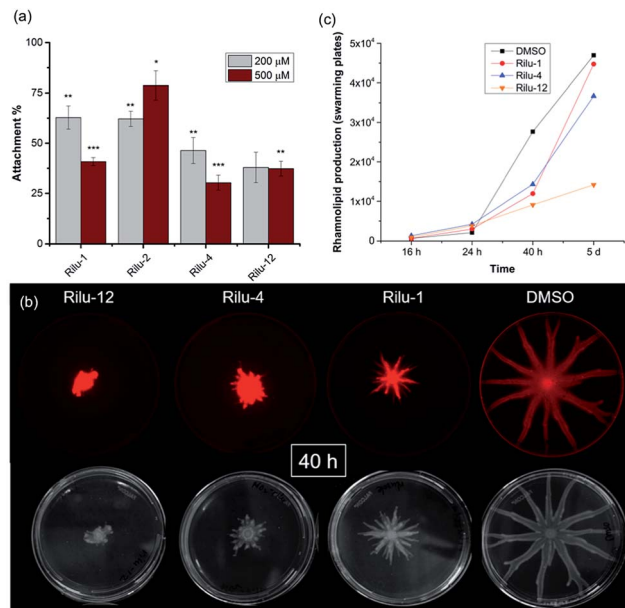 (a)
200 μM
500 μM
Attachment %
100
75
50
25
0
**
***
**
*
**
***
**
Rilu-1
Rilu-2
Rilu-4
Rilu-12
(c)
DMSO
Rilu-1
Rilu-4
Rilu-12
Rhamnolipid production (swarming plates)
5x10⁴
4x10⁴
3x10⁴
2x10⁴
1x10⁴
0
16 h
24 h
40 h
5 d
Time
(b)
Rilu-12
Rilu-4
Rilu-1
DMSO
40 h